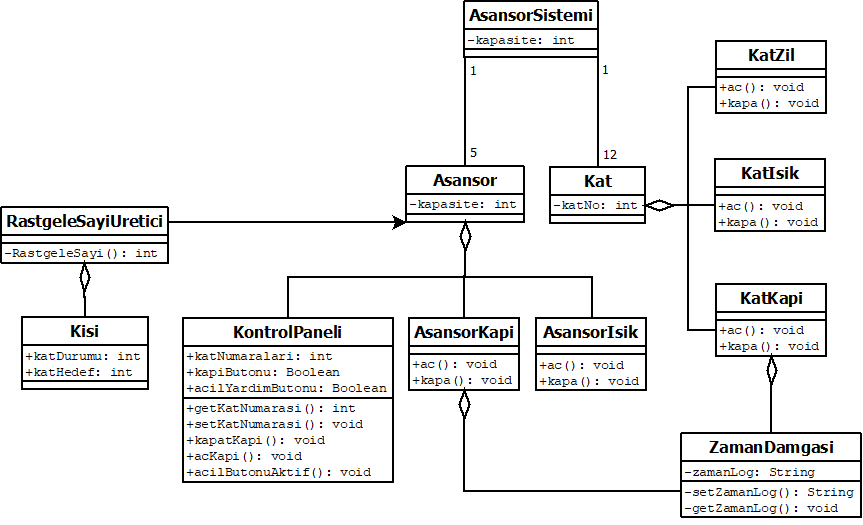 AsansorSistemi
-kapasite: int
1
1
5
12
Asansor
-kapasite: int
Kat
-katNo: int
KatZil
+ac(): void
+kapa(): void
KatIsik
+ac(): void
+kapa(): void
KatKapi
+ac(): void
+kapa(): void
RastgeleSayiUretici
-RastgeleSayi(): int
Kisi
+katDurumu: int
+katHedef: int
KontrolPaneli
+katNumaralari: int
+kapiButonu: Boolean
+acilYardimButonu: Boolean
+getKatNumarasi(): int
+setKatNumarasi(): void
+kapatKapi(): void
+acKapi(): void
+acilButonuAktif(): void
AsansorKapi
+ac(): void
+kapa(): void
AsansorIsik
+ac(): void
+kapa(): void
ZamanDamgasi
-zamanLog: String
-setZamanLog(): String
-getZamanLog(): void